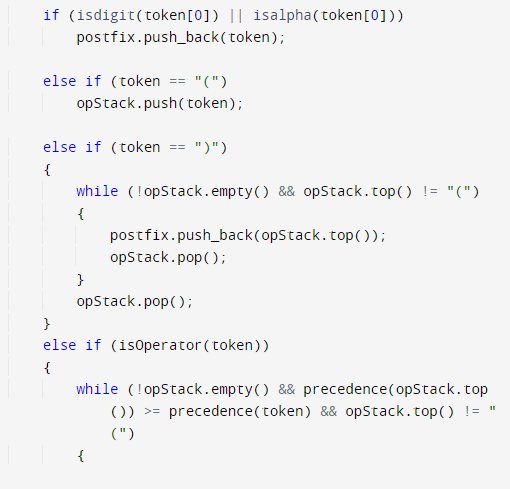 if (isdigit(token[0]) || isalpha(token[0]))
postfix.push_back(token);
else if (token == "(")
opStack.push(token);
else if (token == ")")
{
while (!opStack.empty() && opStack.top() != "(")
{
postfix.push_back(opStack.top());
opStack.pop();
}
opStack.pop();
}
else if (isOperator(token))
{
while (!opStack.empty() && precedence(opStack.top
()) >= precedence(token) && opStack.top() != "
(")
{